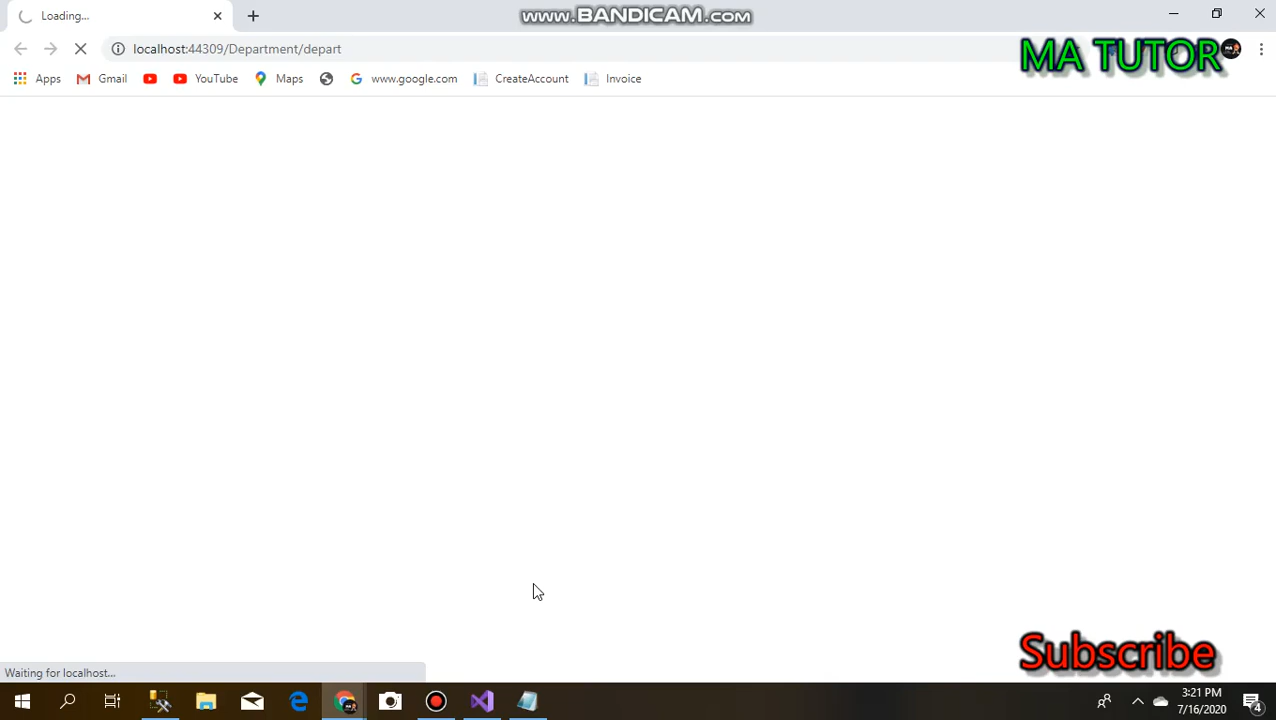 Loading...
www.BANDICAM.com
localhost:44309/Department/depart
MA TUTOR
Apps
Gmail
YouTube
Maps
www.google.com
CreateAccount
Invoice
Subscribe
Waiting for localhost...
3:21 PM
7/16/2020
4